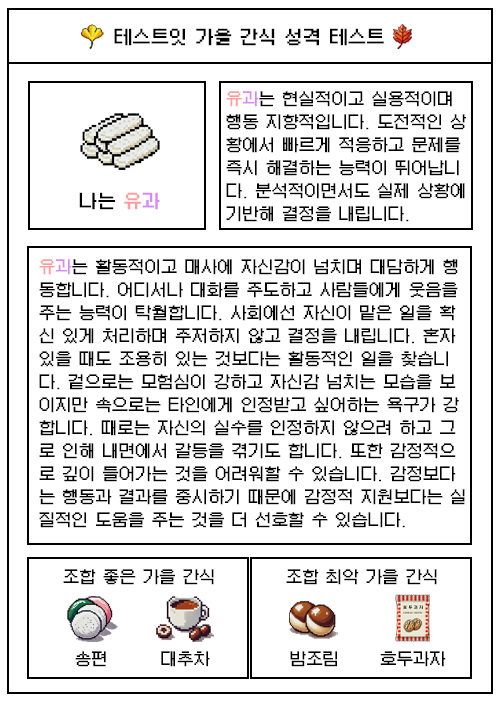 테스트잇 가을 간식 성격 테스트
나는 유과
유과는 현실적이고 실용적이며
행동 지향적입니다. 도전적인 상
황에서 빠르게 적응하고 문제를
즉시 해결하는 능력이 뛰어납니
다. 분석적이면서도 실제 상황에
기반해 결정을 내립니다.
유과는 활동적이고 매사에 자신감이 넘치며 대담하게 행
동합니다. 어디서나 대화를 주도하고 사람들에게 웃음을
주는 능력이 탁월합니다. 사회에선 자신이 맡은 일을 확
신 있게 처리하며 주저하지 않고 결정을 내립니다. 혼자
있을 때도 조용히 있는 것보다는 활동적인 일을 찾습니
다. 겉으로는 모험심이 강하고 자신감 넘치는 모습을 보
이지만 속으로는 타인에게 인정받고 싶어하는 욕구가 강
합니다. 때로는 자신의 실수를 인정하지 않으려 하고 그
로 인해 내면에서 갈등을 겪기도 합니다. 또한 감정적으
로 깊이 들어가는 것을 어려워할 수 있습니다. 감정보다
는 행동과 결과를 중시하기 때문에 감정적 지원보다는 실
질적인 도움을 주는 것을 더 선호할 수 있습니다.
조합 좋은 가을 간식
송편
대추차
조합 최악 가을 간식
호두과자
밤조림
호두과자